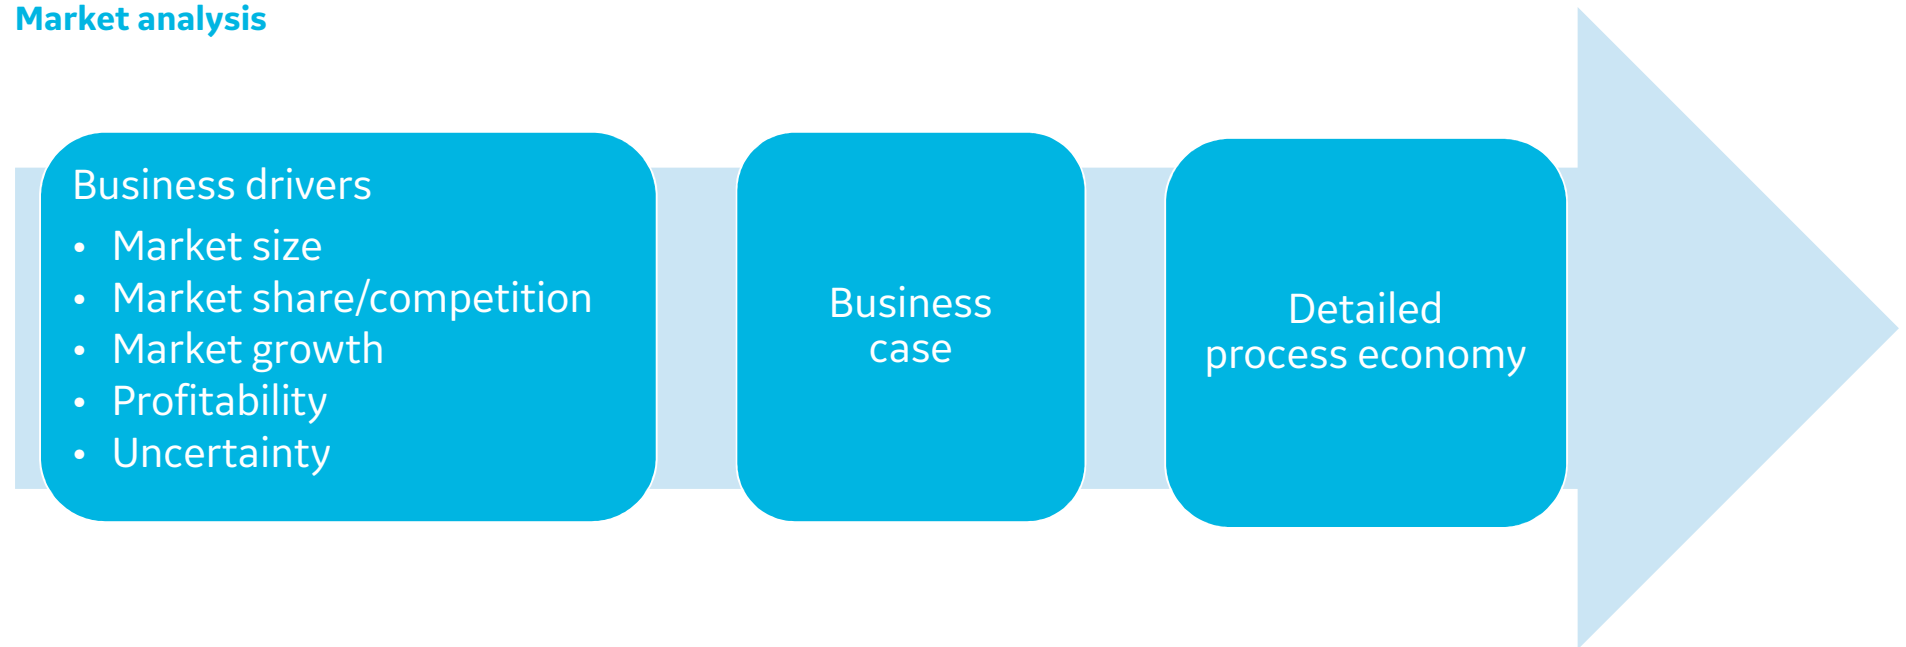 Market analysis
Business drivers
• Market size
• Market share/competition
• Market growth
• Profitability
• Uncertainty
Business
case
Detailed
process economy